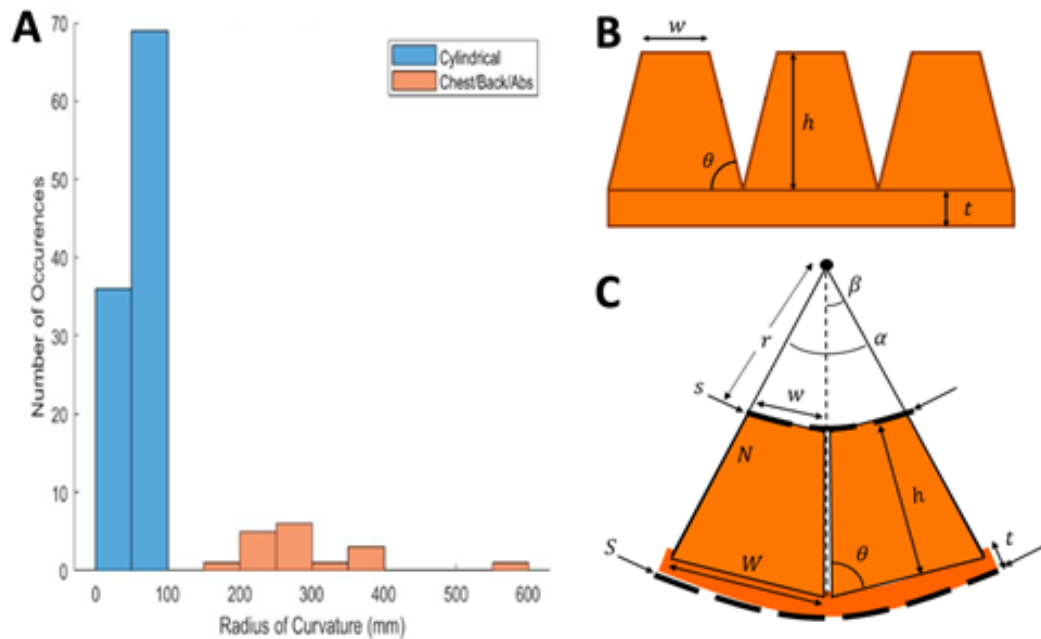 A
70
60
50
40
30
20
10
0
Number of Occurences
Cylindrical
Chest/Back/Abs
0 100 200 300 400 500 600
Radius of Curvature (mm)
B
w
h
θ
t
C
β
α
r
s
w
N
h
S
W
θ
t